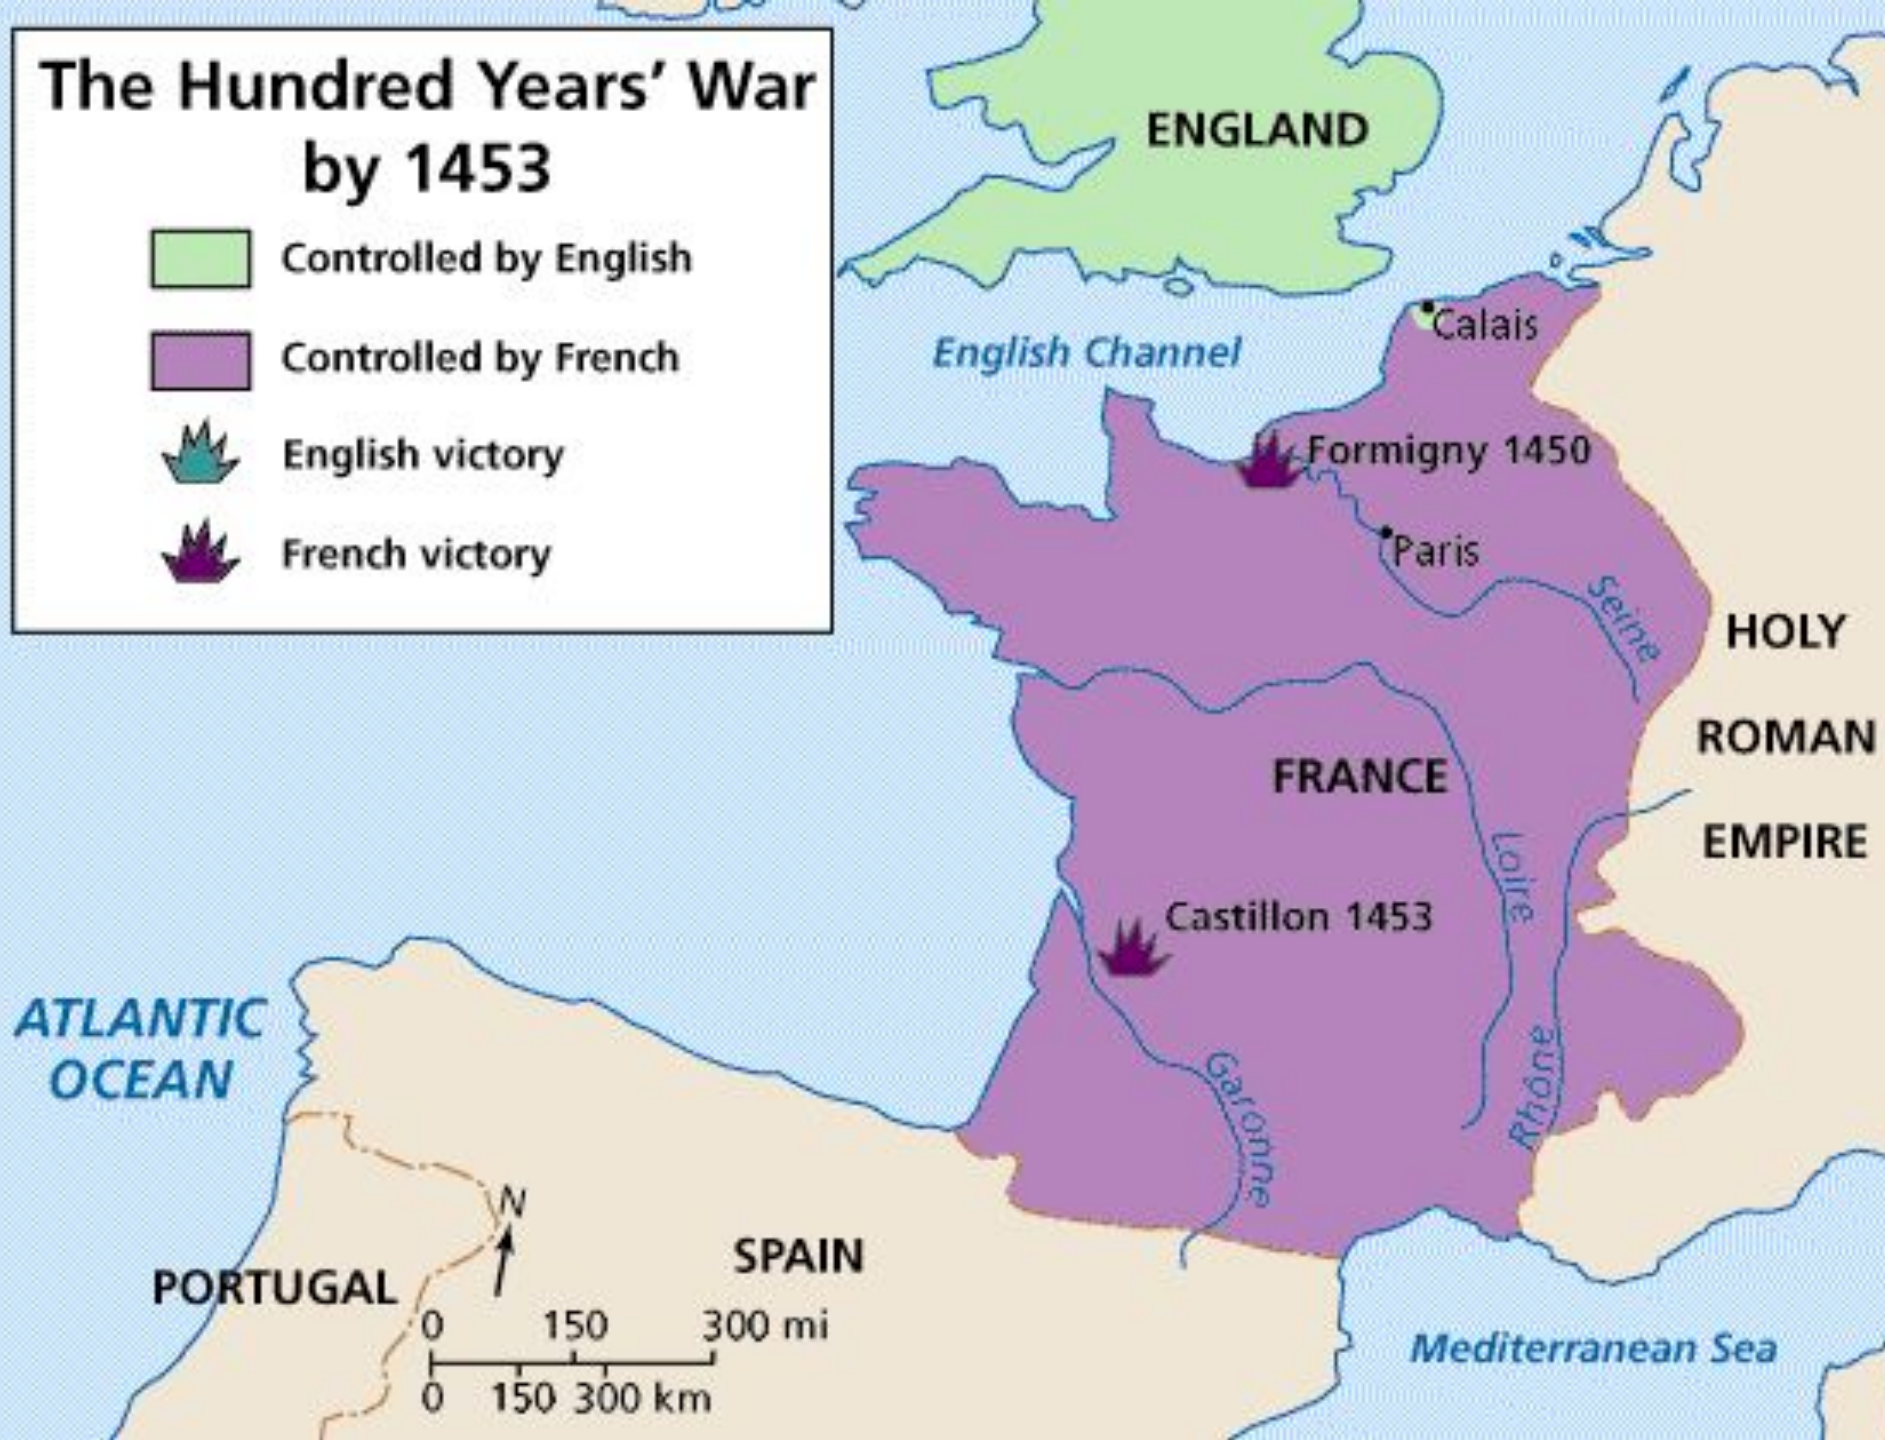 The Hundred Years’ War
by 1453
Controlled by English
Controlled by French
English victory
French victory
ENGLAND
English Channel
Calais
Formigny 1450
Paris
Seine
HOLY
ROMAN
EMPIRE
FRANCE
Loire
Castillon 1453
Rhône
Garonne
ATLANTIC
OCEAN
N
PORTUGAL
SPAIN
0 150 300 mi
0 150 300 km
Mediterranean Sea